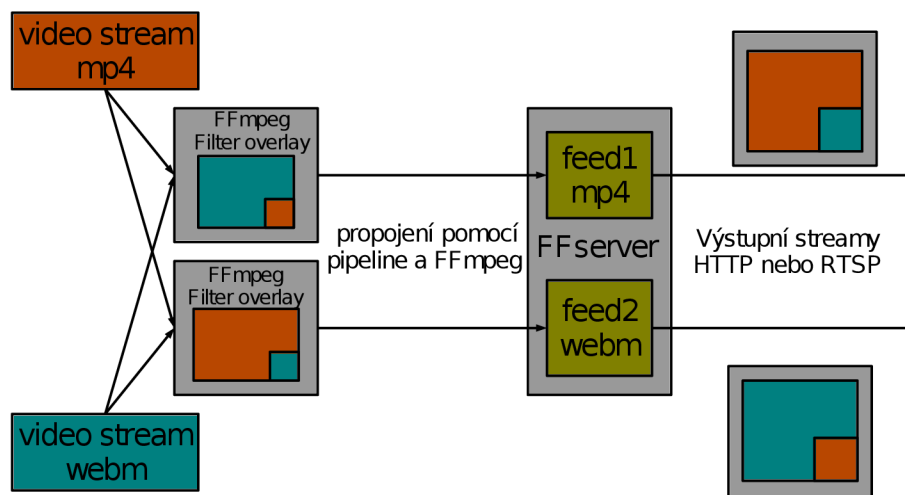 video stream
mp4
FFmpeg
Filter overlay
FFmpeg
Filter overlay
video stream
webm
propojení pomocí
pipeline a FFmpeg
feed1
mp4
FFserver
feed2
webm
Výstupní streamy
HTTP nebo RTSP